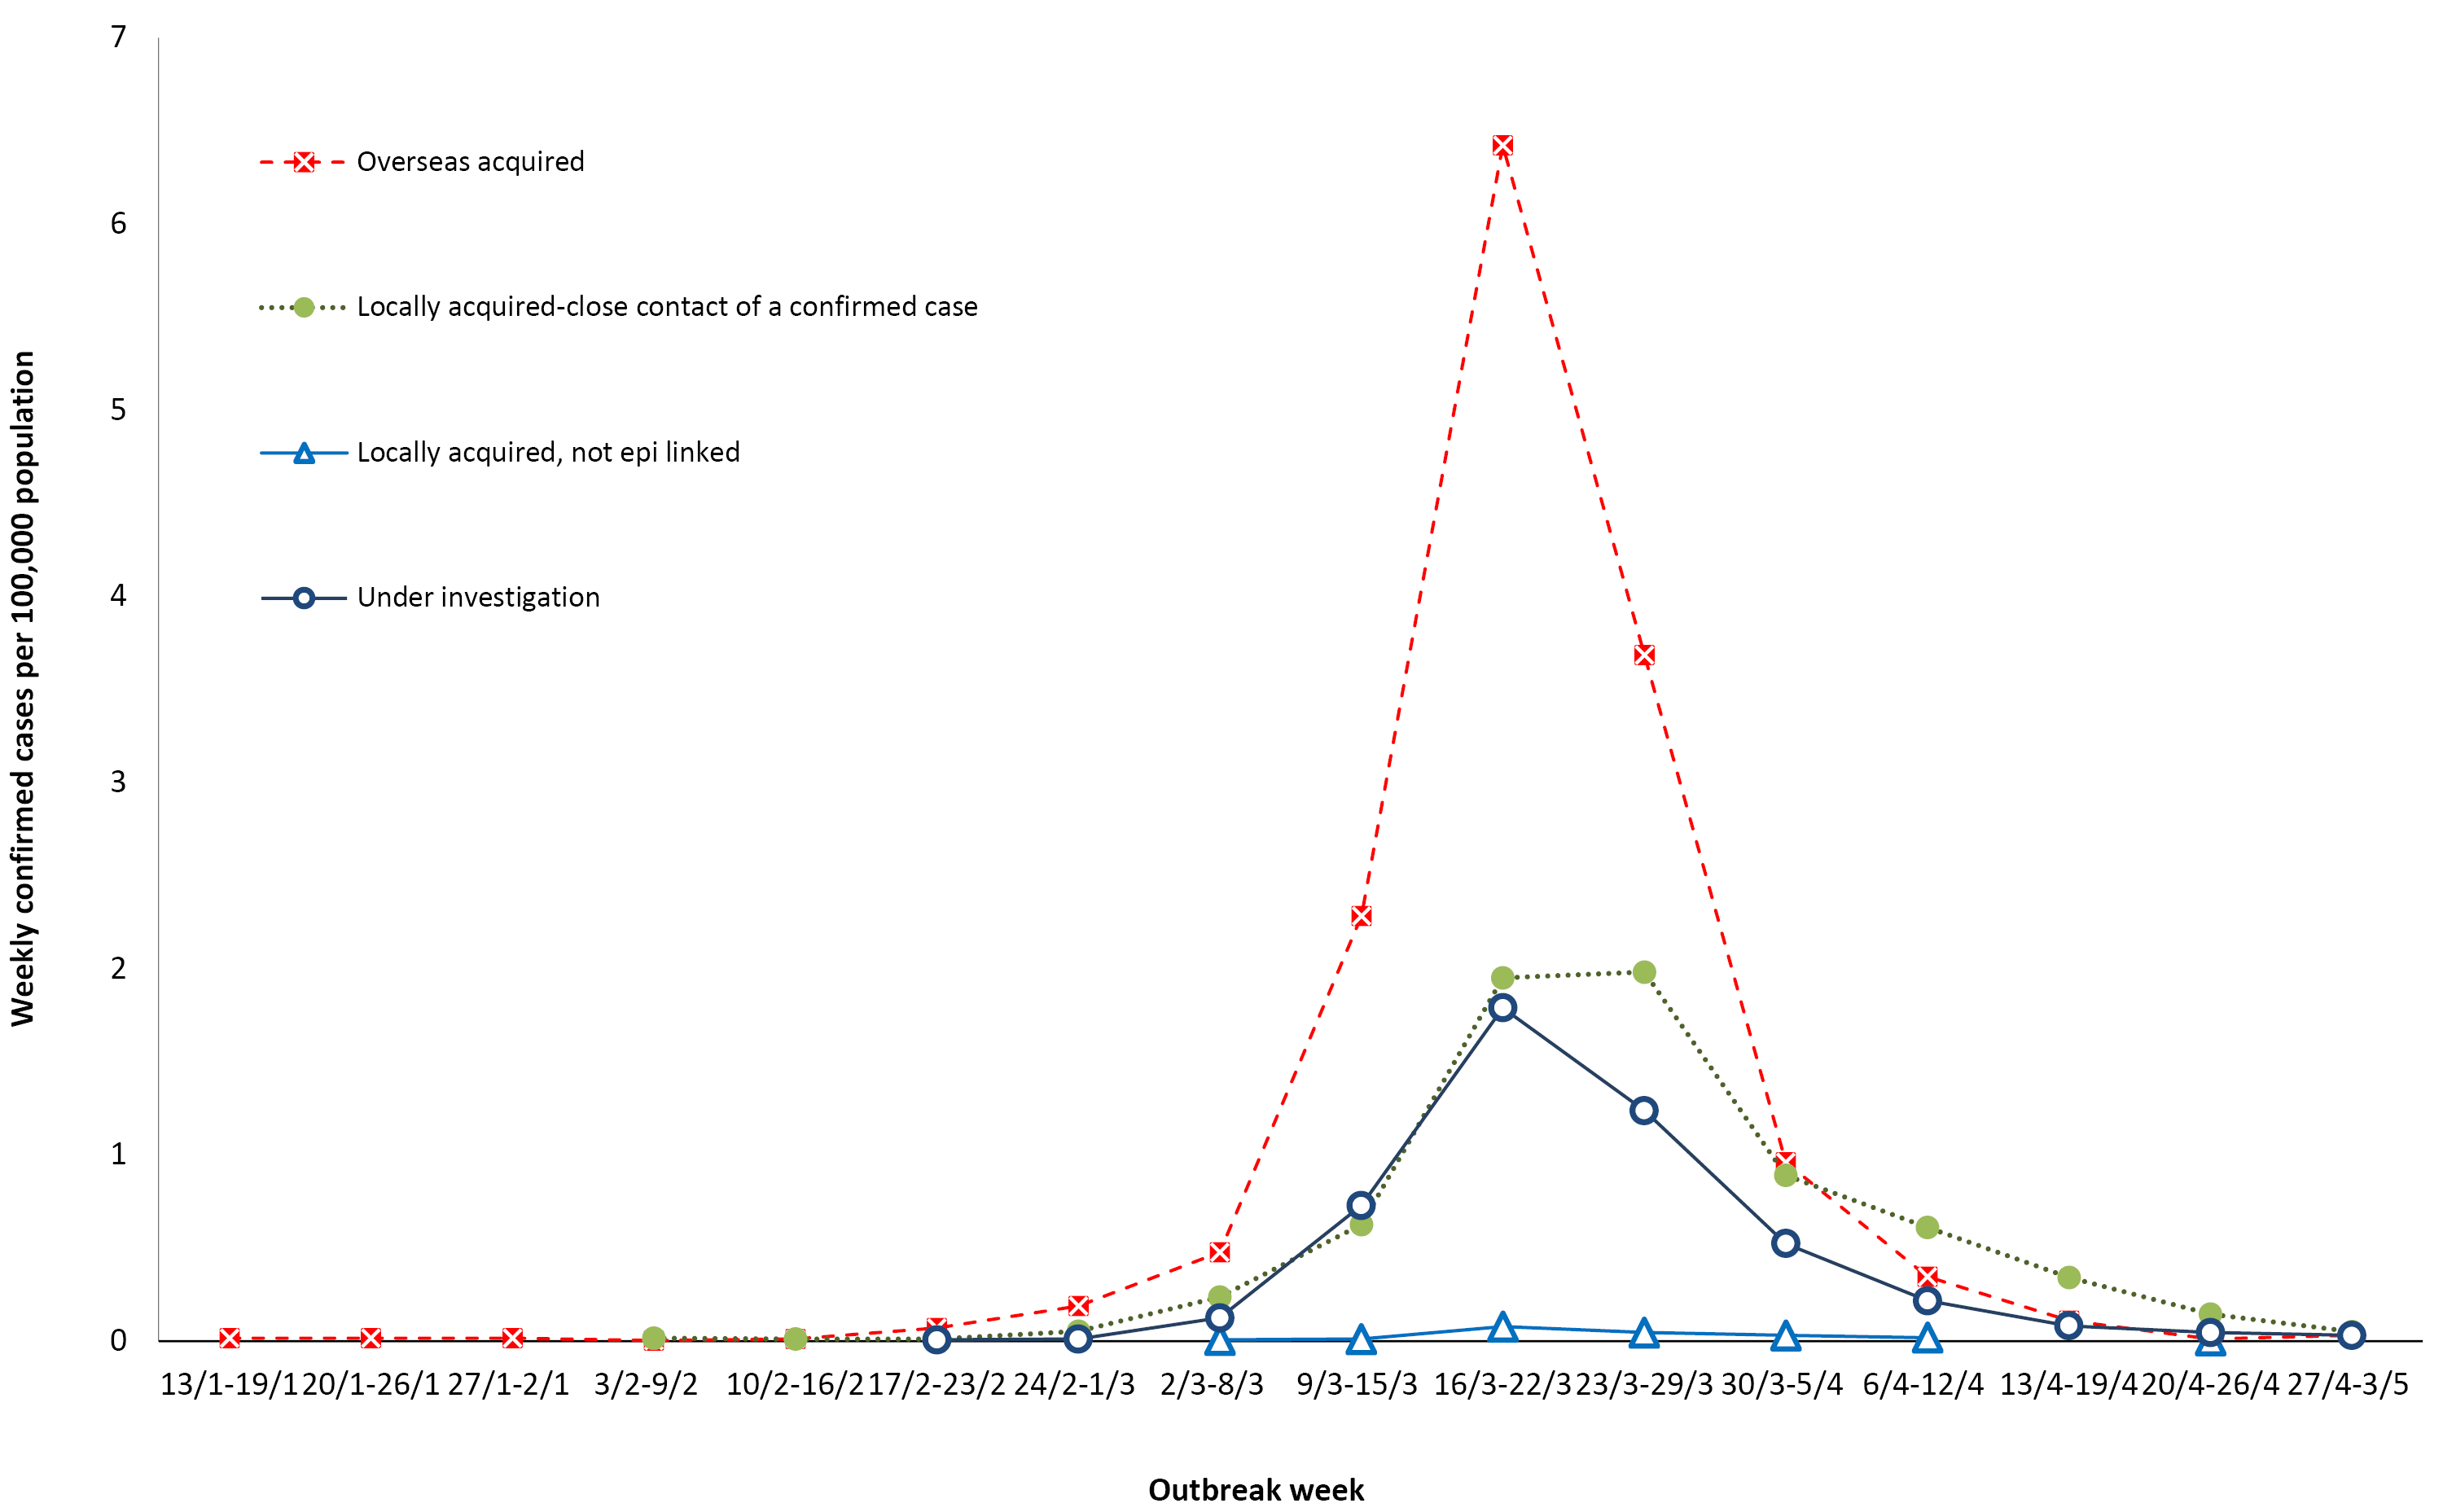 7
6
5
4
3
2
1
0
Weekly confirmed cases per 100,000 population
Overseas acquired
Locally acquired-close contact of a confirmed case
Locally acquired, not epi linked
Under investigation
13/1-19/1 20/1-26/1 27/1-2/1 3/2-9/2 10/2-16/2 17/2-23/2 24/2-1/3 2/3-8/3 9/3-15/3 16/3-22/3 23/3-29/3 30/3-5/4 6/4-12/4 13/4-19/4 20/4-26/4 27/4-3/5
Outbreak week